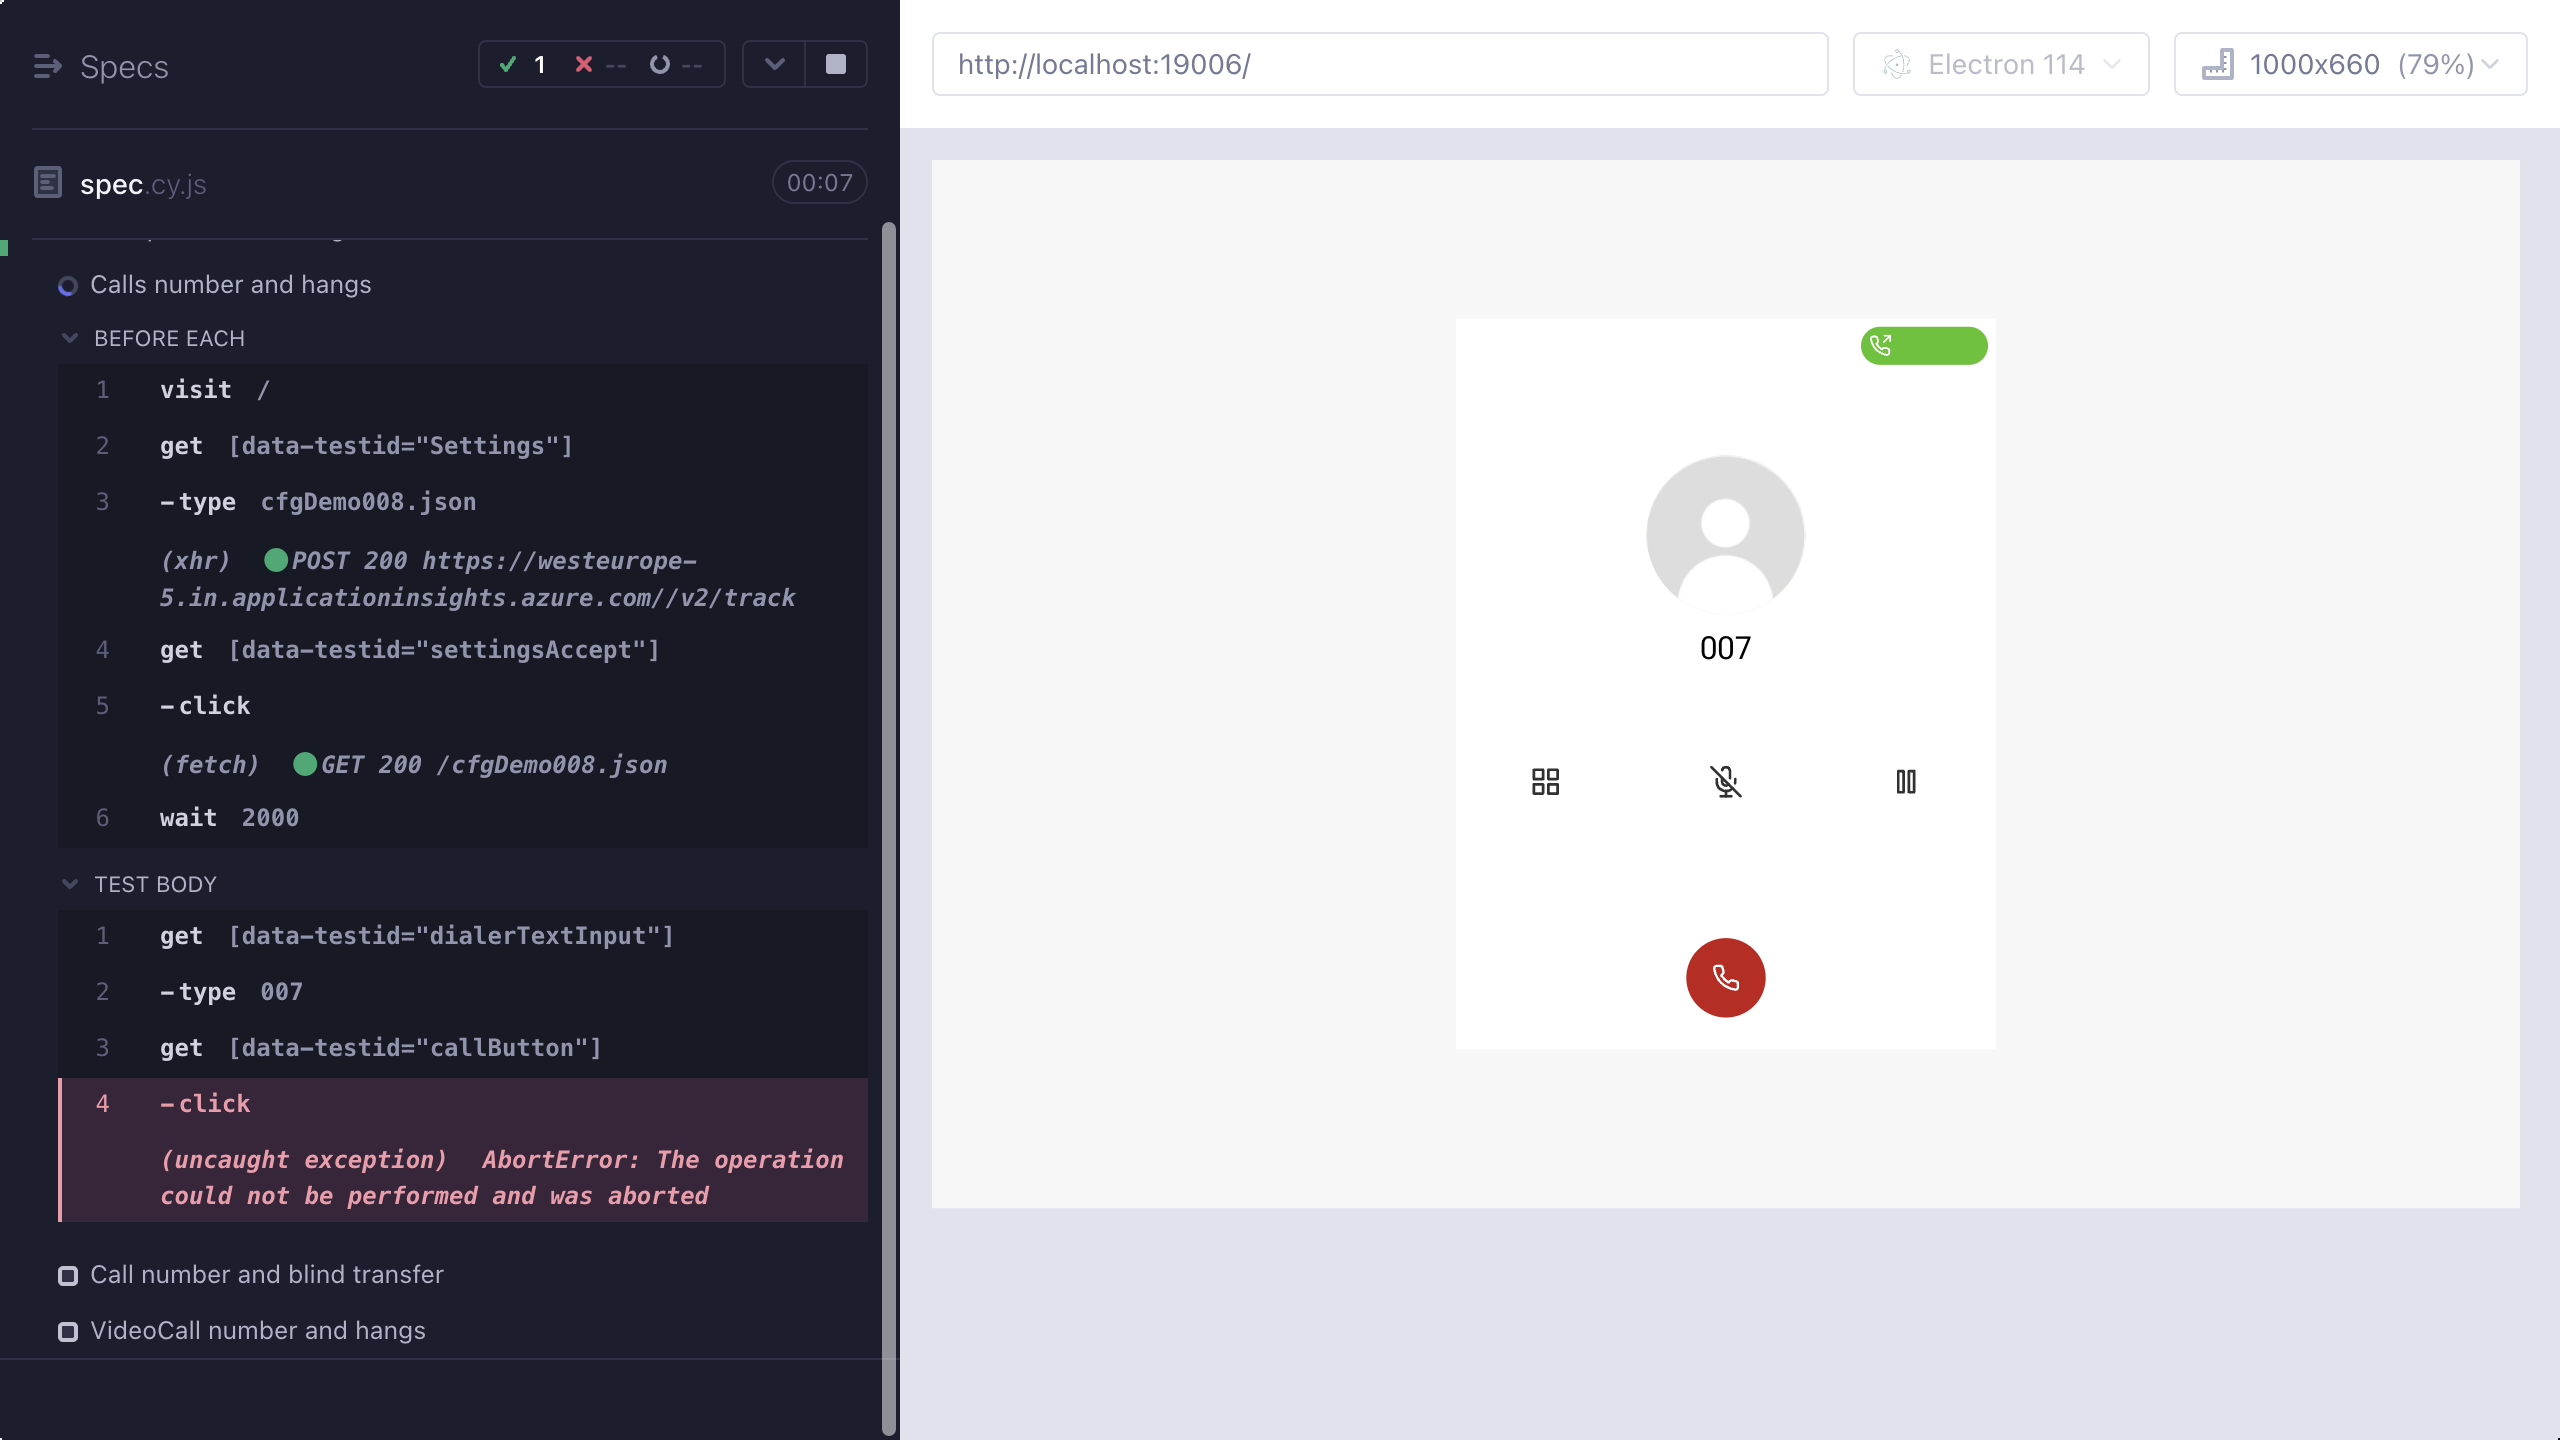 Specs
1 -- --
http://localhost:19006/
Electron 114
1000x660 (79%)
spec.cy.js
00:07
Calls number and hangs
BEFORE EACH
1 visit /
2 get [data-testid="Settings"]
3 -type cfgDemo008.json
(xhr) POST 200 https://westeurope-
5.in.applicationinsights.azure.com//v2/track
4 get [data-testid="settingsAccept"]
5 -click
(fetch) GET 200 /cfgDemo008.json
6 wait 2000
TEST BODY
1 get [data-testid="dialerTextInput"]
2 -type 007
3 get [data-testid="callButton"]
4 -click
(uncaught exception) AbortError: The operation
could not be performed and was aborted
Call number and blind transfer
VideoCall number and hangs
007